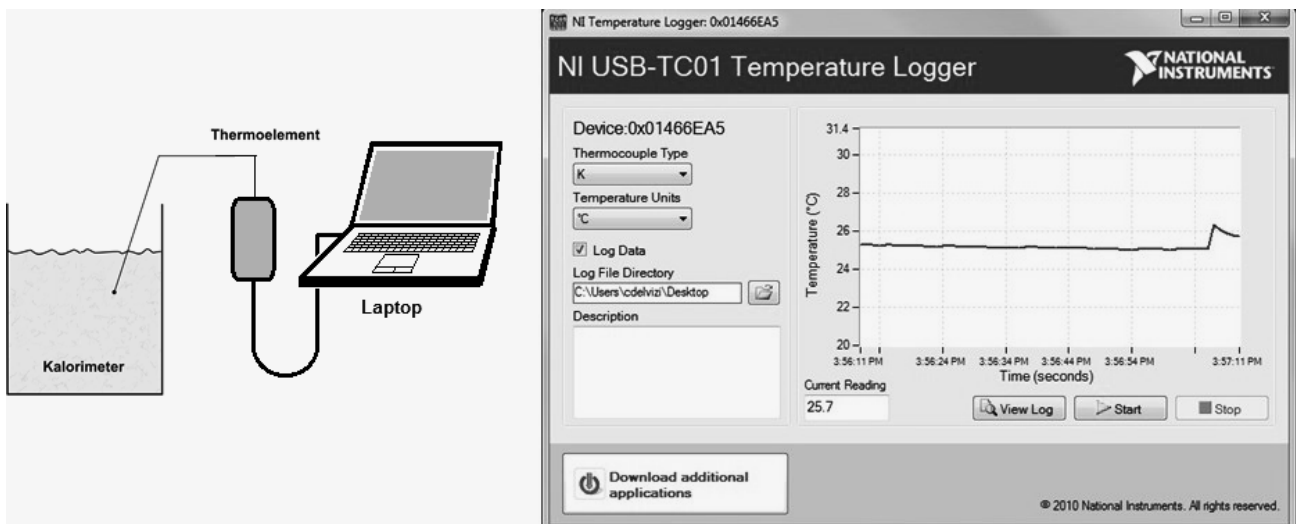 Thermoelement
Laptop
Kalorimeter
NI Temperature Logger: 0x01466EA5
NI USB-TC01 Temperature Logger
NATIONAL
INSTRUMENTS
Device:0x01466EA5
Thermocouple Type
K
Temperature Units
°C
Log Data
Log File Directory
C:\Users\cdelvizi\Desktop
Description
Temperature (°C)
31.4
30
28
26
24
22
20
3:56:11 PM 3:56:24 PM 3:56:34 PM 3:56:44 PM 3:56:54 PM 3:57:11 PM
Time (seconds)
Current Reading
25.7
View Log Start Stop
Download additional
applications
© 2010 National Instruments. All rights reserved.